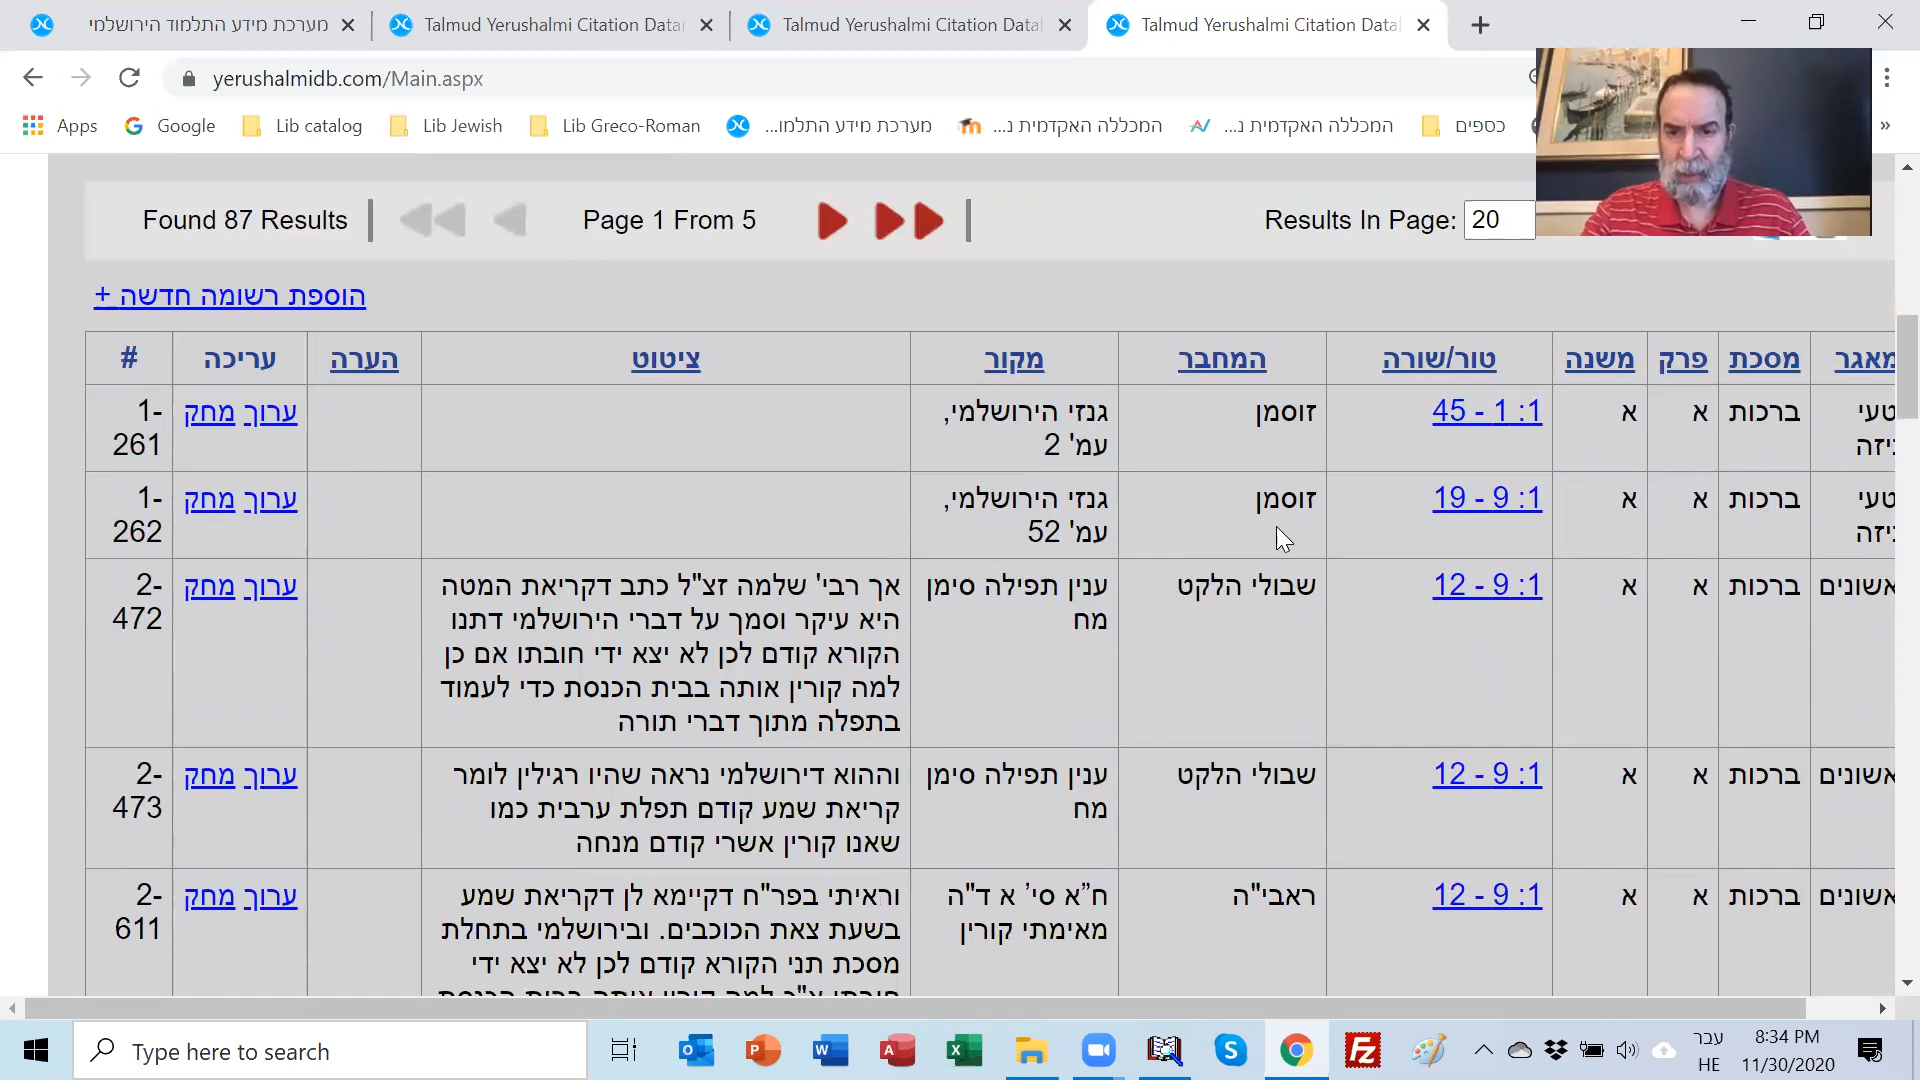 מערכת מידע התלמוד הירושלמי
Talmud Yerushalmi Citation Data
Talmud Yerushalmi Citation Data
Talmud Yerushalmi Citation Data
yerushalmidb.com/Main.aspx
Apps
Google
Lib catalog
Lib Jewish
Lib Greco-Roman
מערכת מידע התלמו...
המכללה האקדמית נ...
המכללה האקדמית נ...
כספים
»
Found 87 Results
Page 1 From 5
Results In Page: 20
הוספת רשומה חדשה +
מאגר מסכת פרק משנה טור/שורה המחבר מקור ציטוט הערה עריכה #
ברכות א א 1: 1 - 45 זוסמן גנזי הירושלמי, ערוך מחק 1-
עמ' 2 261
ברכות א א 1: 9 - 19 זוסמן גנזי הירושלמי, ערוך מחק 1-
עמ' 52 262
ברכות א א 1: 9 - 12 שבולי הלקט ענין תפילה סימן אך רבי' שלמה זצ"ל כתב דקריאת המטה ערוך מחק 2-
מח היא עיקר וסמך על דברי הירושלמי דתנו 472
הקורא קודם לכן לא יצא ידי חובתו אם כן
למה קורין אותה בבית הכנסת כדי לעמוד
בתפלה מתוך דברי תורה
ברכות א א 1: 9 - 12 שבולי הלקט ענין תפילה סימן וההוא דירושלמי נראה שהיו רגילין לומר ערוך מחק 2-
מח קריאת שמע קודם תפלת ערבית כמו 473
שאנו קורין אשרי קודם מנחה
ברכות א א 1: 9 - 12 ראבי"ה ח"א סי' א ד"ה וראיתי בפר"ח דקיימא לן דקריאת שמע ערוך מחק 2-
מאימתי קורין בשעת צאת הכוכבים. ובירושלמי בתחלת 611
מסכת תני הקורא קודם לכן לא יצא ידי
Type here to search
עבר
HE
8:34 PM
11/30/2020